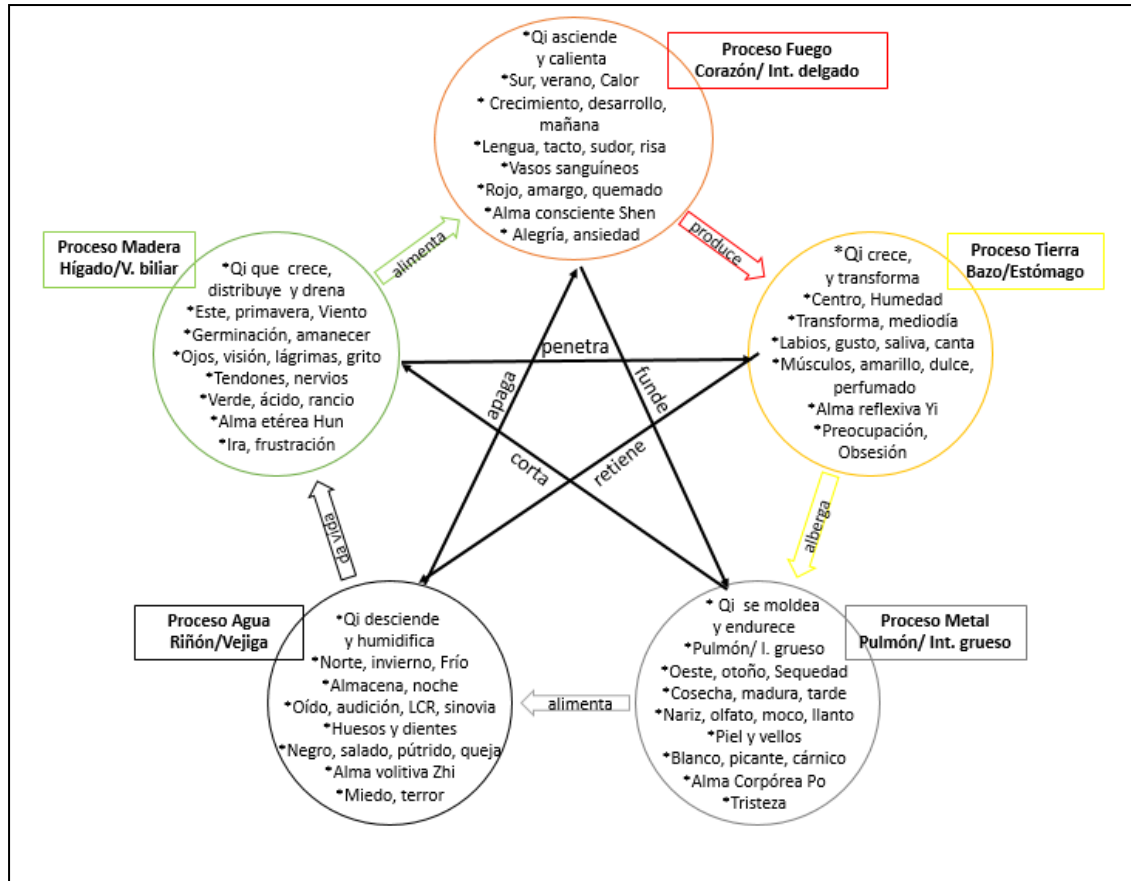 *Qi asciende
y calienta
*Sur, verano, Calor
* Crecimiento, desarrollo,
mañana
*Lengua, tacto, sudor, risa
*Vasos sanguíneos
*Rojo, amargo, quemado
*Alma consciente Shen
* Alegría, ansiedad
Proceso Fuego
Corazón/ Int. delgado
alimenta
produce
Proceso Madera
Hígado/V. biliar
*Qi que crece,
distribuye y drena
*Este, primavera, Viento
*Germinación, amanecer
*Ojos, visión, lágrimas, grito
*Tendones, nervios
*Verde, ácido, rancio
*Alma etérea Hun
*Ira, frustración
Proceso Tierra
Bazo/Estómago
*Qi crece,
y transforma
*Centro, Humedad
*Transforma, mediodía
*Labios, gusto, saliva, canta
*Músculos, amarillo, dulce,
perfumado
*Alma reflexiva Yi
*Preocupación,
Obsesión
penetra
apaga
funde
corta
retiene
da vida
alberga
Proceso Agua
Riñón/Vejiga
*Qi desciende
y humidifica
*Norte, invierno, Frío
*Almacena, noche
*Oído, audición, LCR, sinovia
*Huesos y dientes
*Negro, salado, pútrido, queja
*Alma volitiva Zhi
*Miedo, terror
alimenta
* Qi se moldea
y endurece
*Pulmón/ I. grueso
*Oeste, otoño, Sequedad
*Cosecha, madura, tarde
*Nariz, olfato, moco, llanto
*Piel y vellos
*Blanco, picante, cárnico
*Alma Corpórea Po
*Tristeza
Proceso Metal
Pulmón/ Int. grueso